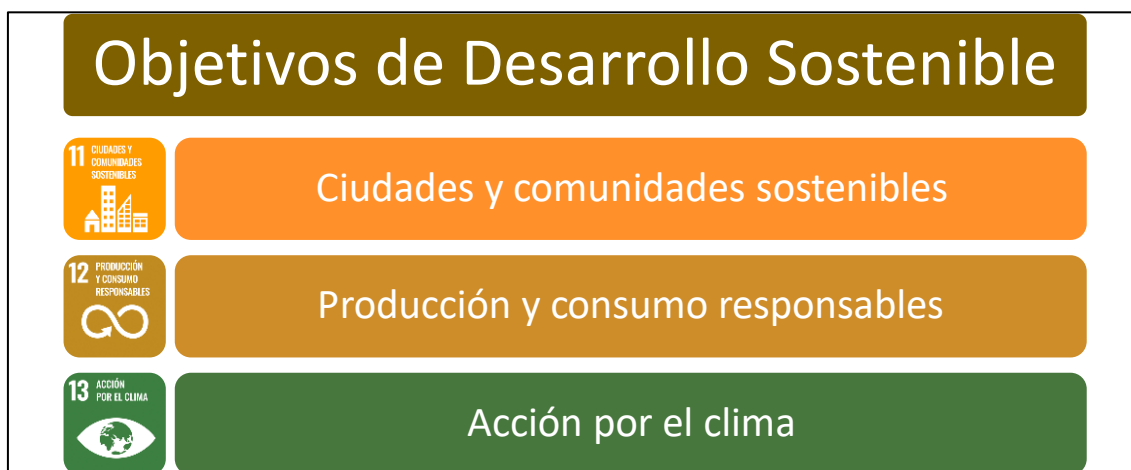 Objetivos de Desarrollo Sostenible
11 CIUDADES Y
COMUNIDADES
SOSTENIBLES
Ciudades y comunidades sostenibles
12 PRODUCCIÓN
Y CONSUMO
RESPONSABLES
Producción y consumo responsables
13 ACCIÓN
POR EL CLIMA
Acción por el clima